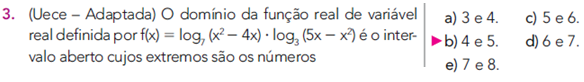 3. (Uece – Adaptada) O domínio da função real de variável
real definida por f(x) = log₇ (x² – 4x) · log₃ (5x – x²) é o inter-
valo aberto cujos extremos são os números
a) 3 e 4. c) 5 e 6.
▶b) 4 e 5. d) 6 e 7.
e) 7 e 8.